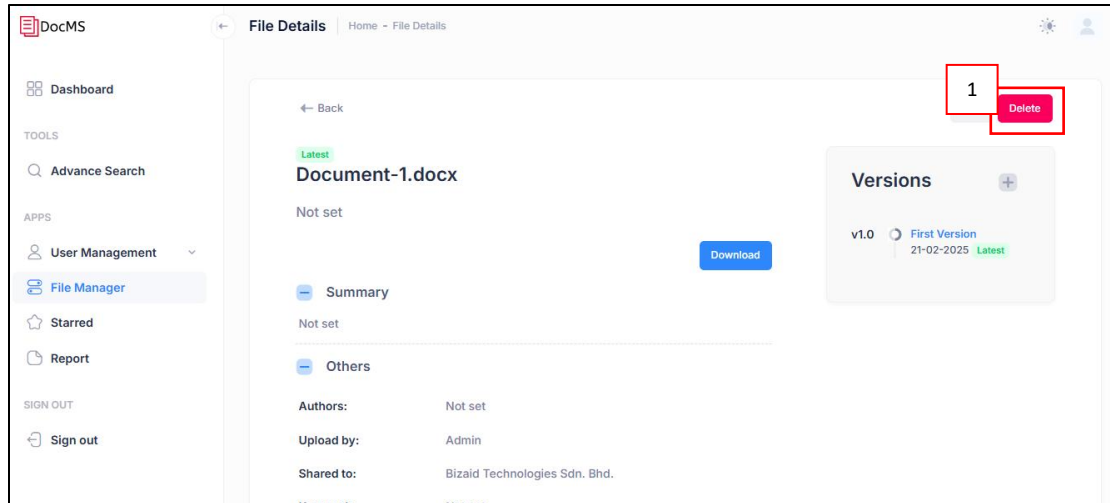 DocMS
File Details Home - File Details
Dashboard
TOOLS
Advance Search
APPS
User Management
File Manager
Starred
Report
SIGN OUT
Sign out
← Back
1
Delete
Latest
Document-1.docx
Not set
Download
Summary
Not set
Others
Authors: Not set
Upload by: Admin
Shared to: Bizaid Technologies Sdn. Bhd.
Versions
v1.0 First Version
21-02-2025 Latest